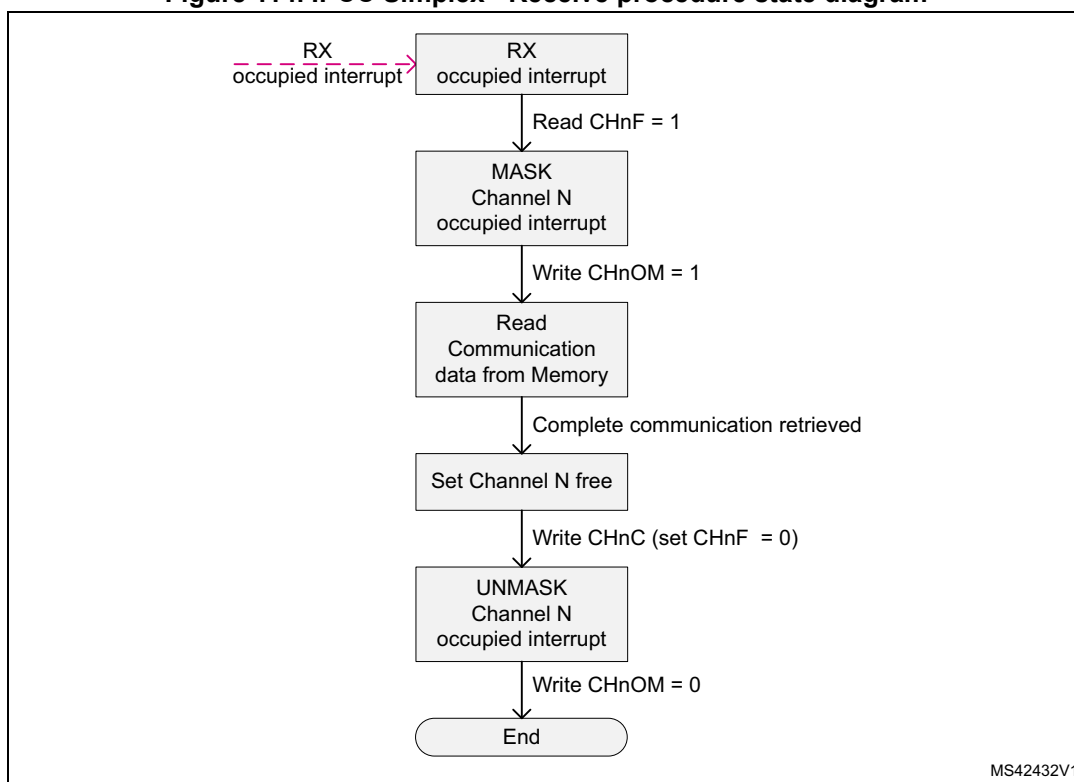 RX
occupied interrupt
RX
occupied interrupt
Read CHnF = 1
MASK
Channel N
occupied interrupt
Write CHnOM = 1
Read
Communication
data from Memory
Complete communication retrieved
Set Channel N free
Write CHnC (set CHnF  = 0)
UNMASK
Channel N
occupied interrupt
Write CHnOM = 0
End
MS42432V1